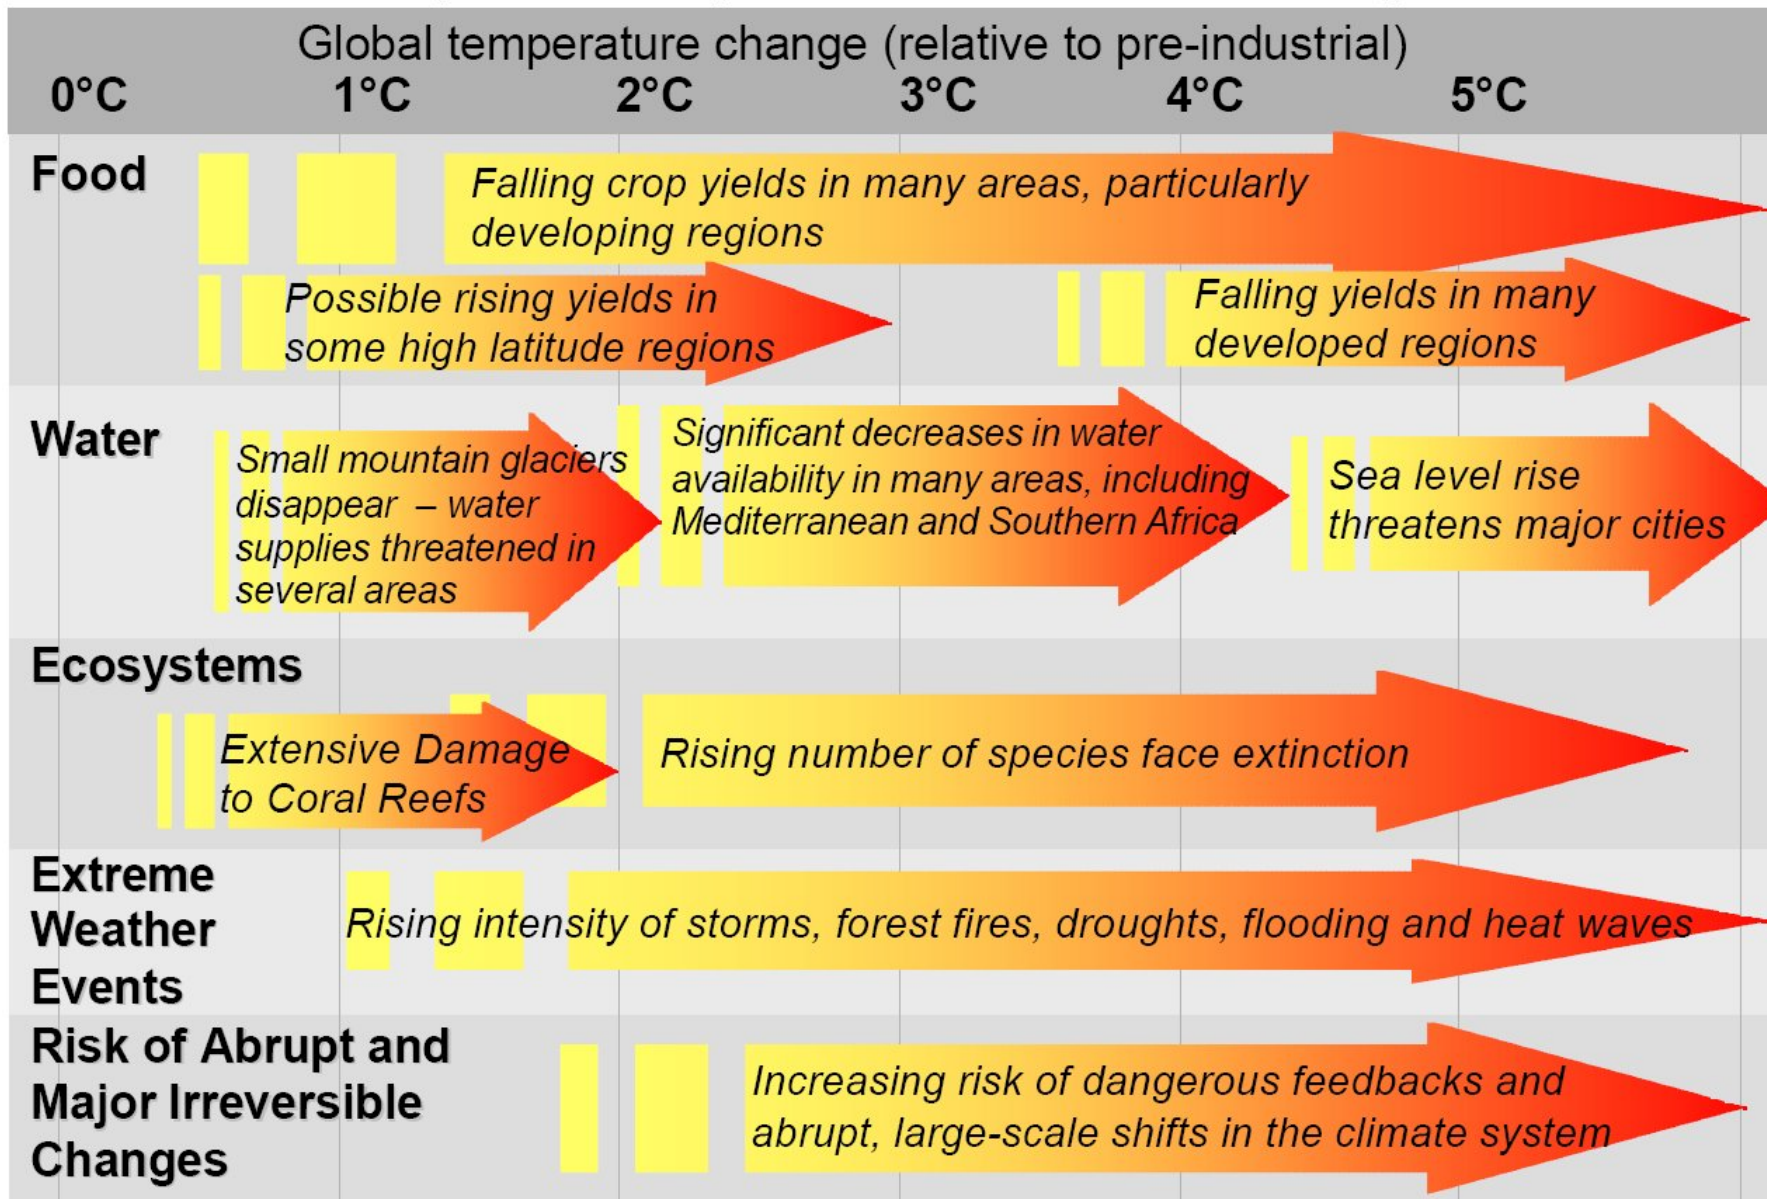 Global temperature change (relative to pre-industrial)
0°C 1°C 2°C 3°C 4°C 5°C
Food
Falling crop yields in many areas, particularly
developing regions
Possible rising yields in
some high latitude regions
Falling yields in many
developed regions
Water
Small mountain glaciers
disappear – water
supplies threatened in
several areas
Significant decreases in water
availability in many areas, including
Mediterranean and Southern Africa
Sea level rise
threatens major cities
Ecosystems
Extensive Damage
to Coral Reefs
Rising number of species face extinction
Extreme
Weather
Events
Rising intensity of storms, forest fires, droughts, flooding and heat waves
Risk of Abrupt and
Major Irreversible
Changes
Increasing risk of dangerous feedbacks and
abrupt, large-scale shifts in the climate system